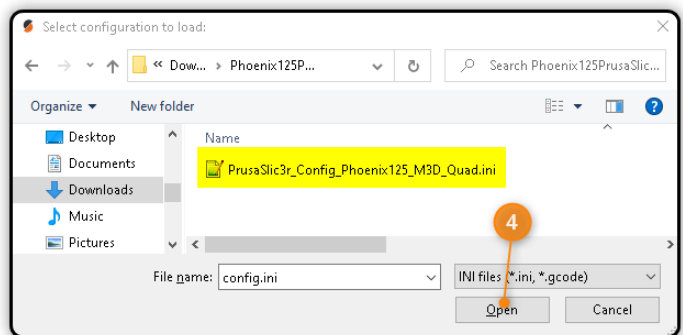 Select configuration to load:
« Dow... › Phoenix125P... Search Phoenix125PrusaSlic...
Organize New folder
Desktop
Documents
Downloads
Music
Pictures
Name
PrusaSlic3r_Config_Phoenix125_M3D_Quad.ini
4
File name: config.ini INI files (*.ini, *.gcode)
Open Cancel